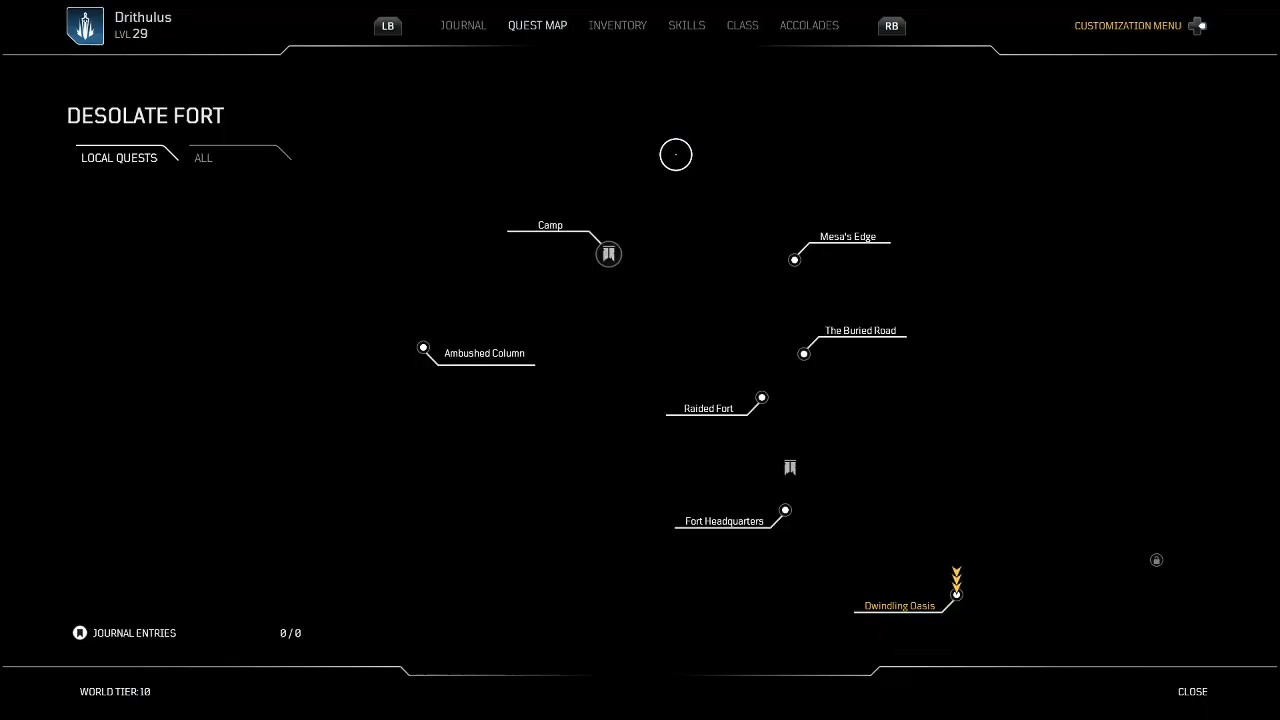 Drithulus
LVL 29
LB
JOURNAL
QUEST MAP
INVENTORY
SKILLS
CLASS
ACCOLADES
RB
CUSTOMIZATION MENU
DESOLATE FORT
LOCAL QUESTS
ALL
Camp
Mesa's Edge
The Buried Road
Ambushed Column
Raided Fort
Fort Headquarters
Dwindling Oasis
JOURNAL ENTRIES 0 / 0
WORLD TIER: 10
CLOSE